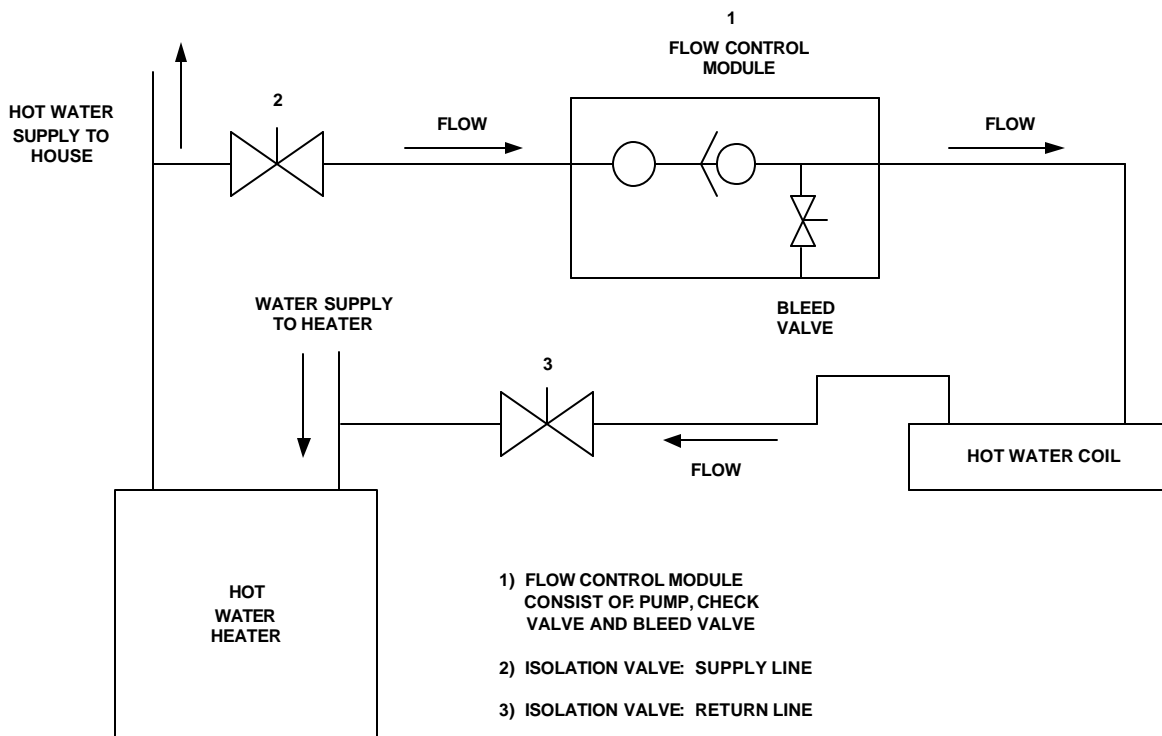 1
FLOW CONTROL
MODULE
HOT WATER
SUPPLY TO
HOUSE
2
FLOW
FLOW
WATER SUPPLY
TO HEATER
BLEED
VALVE
3
FLOW
HOT WATER COIL
HOT
WATER
HEATER
1) FLOW CONTROL MODULE
CONSIST OF: PUMP, CHECK
VALVE AND BLEED VALVE
2) ISOLATION VALVE: SUPPLY LINE
3) ISOLATION VALVE: RETURN LINE